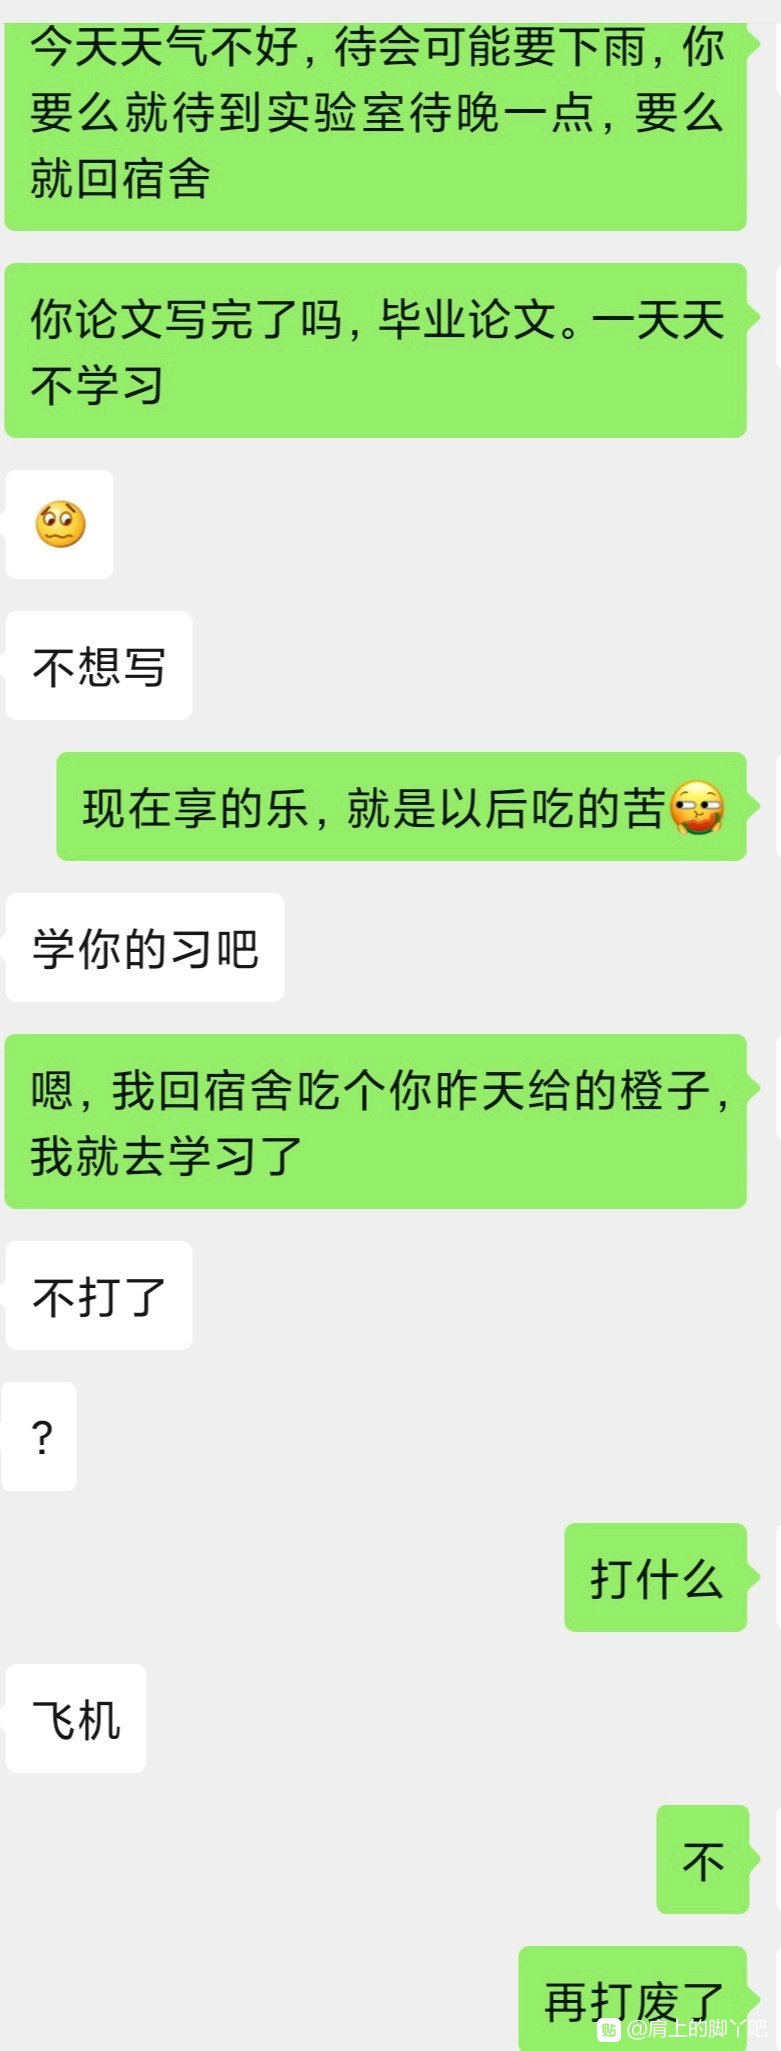 今天天气不好，待会可能要下雨，你
要么就待到实验室待晚一点，要么
就回宿舍
你论文写完了吗，毕业论文。一天天
不学习
不想写
现在享的乐，就是以后吃的苦
学你的习吧
嗯，我回宿舍吃个你昨天给的橙子，
我就去学习了
不打了
？
打什么
飞机
不
再打废了
贴 @肩上的脚丫吧